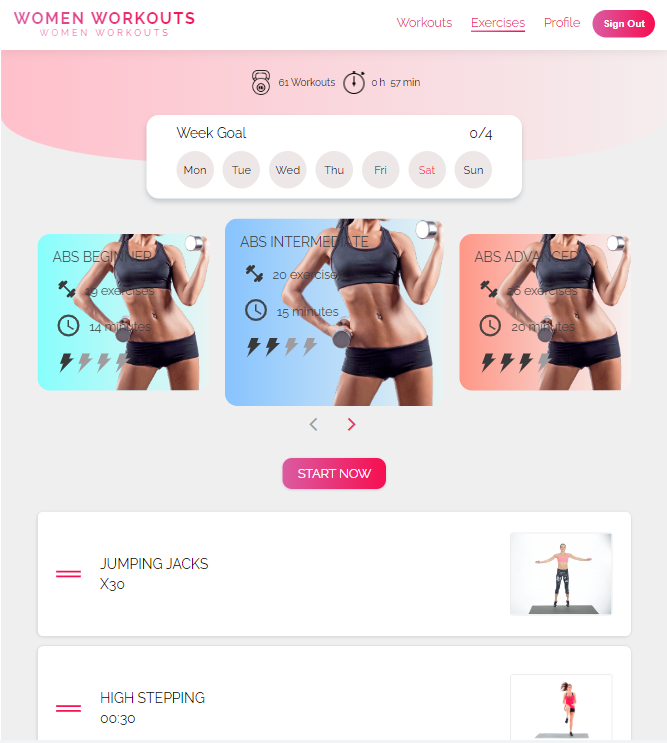 WOMEN WORKOUTS
WOMEN WORKOUTS
Workouts Exercises Profile Sign Out
61 Workouts 0 h 57 min
Week Goal 0/4
Mon Tue Wed Thu Fri Sat Sun
ABS BEGINNER
19 exercises
14 minutes
ABS INTERMEDIATE
20 exercises
15 minutes
ABS ADVANCED
26 exercises
20 minutes
START NOW
JUMPING JACKS
X30
HIGH STEPPING
00:30